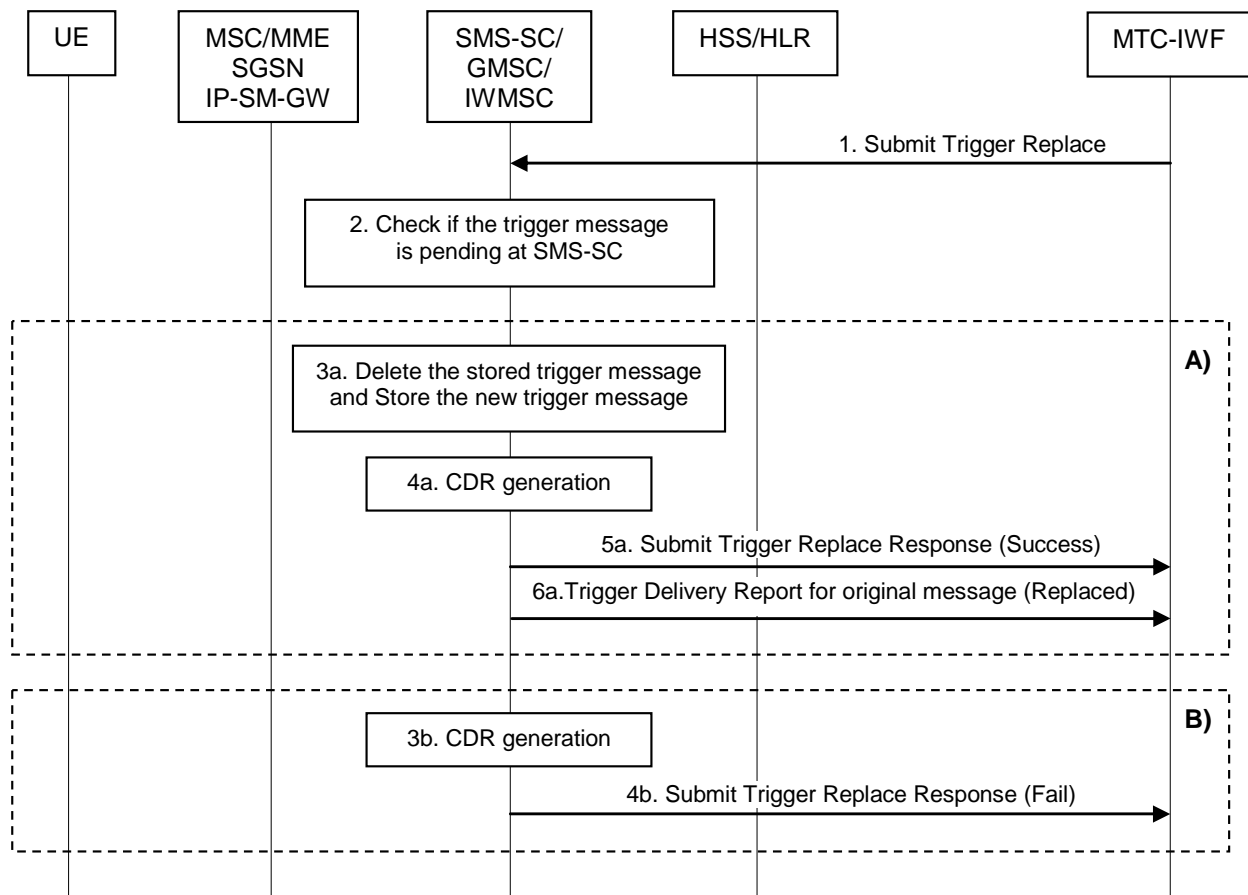 UE
MSC/MME
SGSN
IP-SM-GW
SMS-SC/
GMSC/
IWMSC
HSS/HLR
MTC-IWF
1. Submit Trigger Replace
2. Check if the trigger message
is pending at SMS-SC
A)
3a. Delete the stored trigger message
and Store the new trigger message
4a. CDR generation
5a. Submit Trigger Replace Response (Success)
6a.Trigger Delivery Report for original message (Replaced)
B)
3b. CDR generation
4b. Submit Trigger Replace Response (Fail)